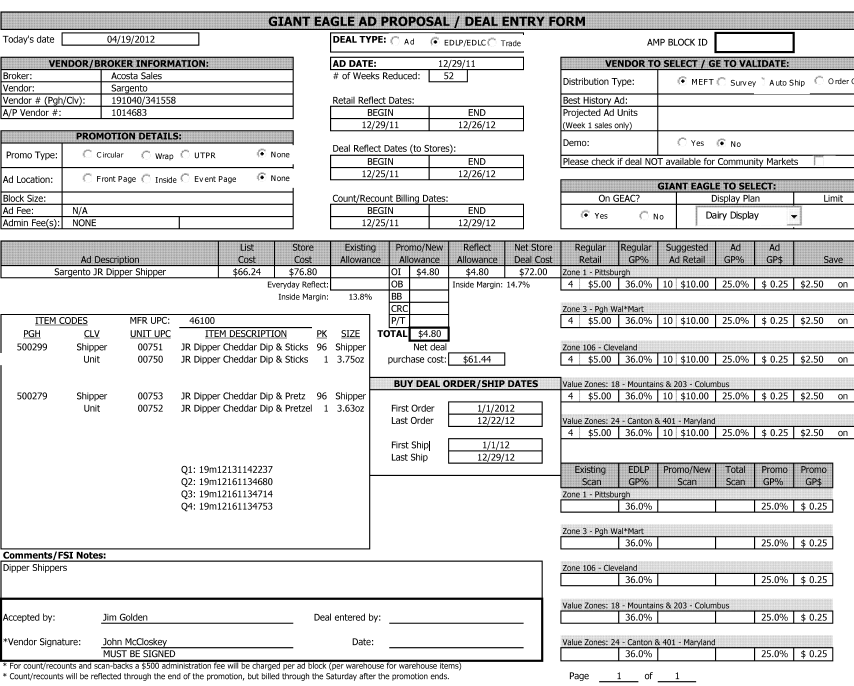 GIANT EAGLE AD PROPOSAL / DEAL ENTRY FORM
Today's date 04/19/2012
DEAL TYPE: Ad EDLP/EDLC Trade
AMP BLOCK ID
VENDOR/BROKER INFORMATION:
Broker: Acosta Sales
Vendor: Sargento
Vendor # (Pgh/Clv): 191040/341558
A/P Vendor #: 1014683
AD DATE: 12/29/11
# of Weeks Reduced: 52
Retail Reflect Dates:
BEGIN END
12/29/11 12/26/12
VENDOR TO SELECT / GE TO VALIDATE:
Distribution Type: MEFT Survey Auto Ship Order
Best History Ad:
Projected Ad Units
(Week 1 sales only)
Demo: Yes No
Please check if deal NOT available for Community Markets
PROMOTION DETAILS:
Promo Type: Circular Wrap UTPR None
Ad Location: Front Page Inside Event Page None
Block Size:
Ad Fee: N/A
Admin Fee(s): NONE
Deal Reflect Dates (to Stores):
BEGIN END
12/25/11 12/26/12
Count/Recount Billing Dates:
BEGIN END
12/25/11 12/29/12
GIANT EAGLE TO SELECT:
On GEAC? Display Plan Limit
Yes No Dairy Display
Ad Description List Cost Store Cost Existing Allowance Promo/New Allowance Reflect Allowance Net Store Deal Cost
Sargento JR Dipper Shipper $66.24 $76.80 OI $4.80 $4.80 $72.00
Everyday Reflect: OB Inside Margin: 14.7%
Inside Margin: 13.8% BB
CRC
P/T
TOTAL $4.80
Net deal
purchase cost: $61.44
ITEM CODES MFR UPC: 46100
PGH CLV UNIT UPC ITEM DESCRIPTION PK SIZE
500299 Shipper 00751 JR Dipper Cheddar Dip & Sticks 96 Shipper
Unit 00750 JR Dipper Cheddar Dip & Sticks 1 3.75oz
500279 Shipper 00753 JR Dipper Cheddar Dip & Pretz 96 Shipper
Unit 00752 JR Dipper Cheddar Dip & Pretzel 1 3.63oz
Q1: 19m12131142237
Q2: 19m12161134680
Q3: 19m12161134714
Q4: 19m12161134753
BUY DEAL ORDER/SHIP DATES
First Order 1/1/2012
Last Order 12/22/12
First Ship 1/1/12
Last Ship 12/29/12
Regular Retail Regular GP% Suggested Ad Retail Ad GP% Ad GP$ Save
Zone 1 - Pittsburgh
4 $5.00 36.0% 10 $10.00 25.0% $ 0.25 $2.50 on
Zone 3 - Pgh Wal*Mart
4 $5.00 36.0% 10 $10.00 25.0% $ 0.25 $2.50 on
Zone 106 - Cleveland
4 $5.00 36.0% 10 $10.00 25.0% $ 0.25 $2.50 on
Value Zones: 18 - Mountains & 203 - Columbus
4 $5.00 36.0% 10 $10.00 25.0% $ 0.25 $2.50 on
Value Zones: 24 - Canton & 401 - Maryland
4 $5.00 36.0% 10 $10.00 25.0% $ 0.25 $2.50 on
Existing Scan EDLP GP% Promo/New Scan Total Scan Promo GP% Promo GP$
Zone 1 - Pittsburgh
36.0% 25.0% $ 0.25
Zone 3 - Pgh Wal*Mart
36.0% 25.0% $ 0.25
Zone 106 - Cleveland
36.0% 25.0% $ 0.25
Value Zones: 18 - Mountains & 203 - Columbus
36.0% 25.0% $ 0.25
Value Zones: 24 - Canton & 401 - Maryland
36.0% 25.0% $ 0.25
Comments/FSI Notes:
Dipper Shippers
Accepted by: Jim Golden Deal entered by:
*Vendor Signature: John McCloskey Date:
MUST BE SIGNED
* For count/recounts and scan-backs a $500 administration fee will be charged per ad block (per warehouse for warehouse items)
* Count/recounts will be reflected through the end of the promotion, but billed through the Saturday after the promotion ends.
Page 1 of 1